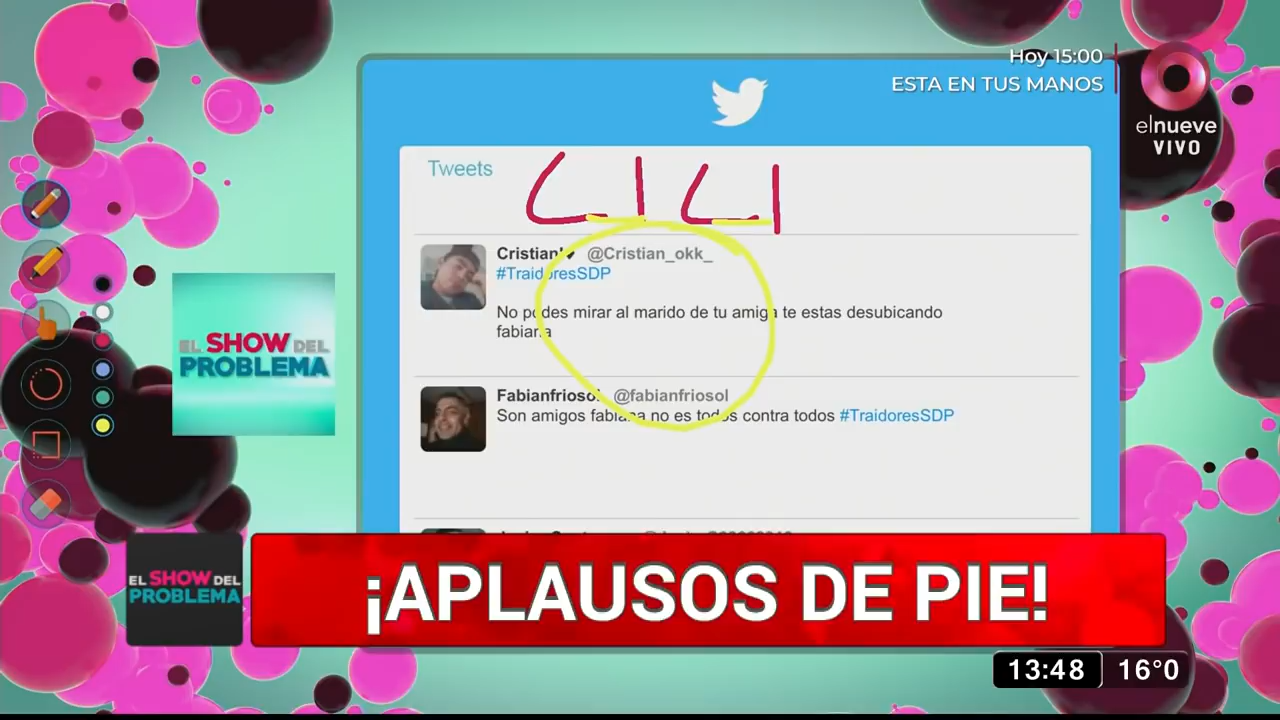 Hoy 15:00
ESTA EN TUS MANOS
elnueve
VIVO
Tweets
Cristian❤ @Cristian_okk_
#TraidoresSDP
No podes mirar al marido de tu amiga te estas desubicando
fabiana
EL SHOW DEL
PROBLEMA
Fabianfriosol @fabianfriosol
Son amigos fabiana no es todos contra todos #TraidoresSDP
EL SHOW DEL
PROBLEMA
¡APLAUSOS DE PIE!
13:48 16°0